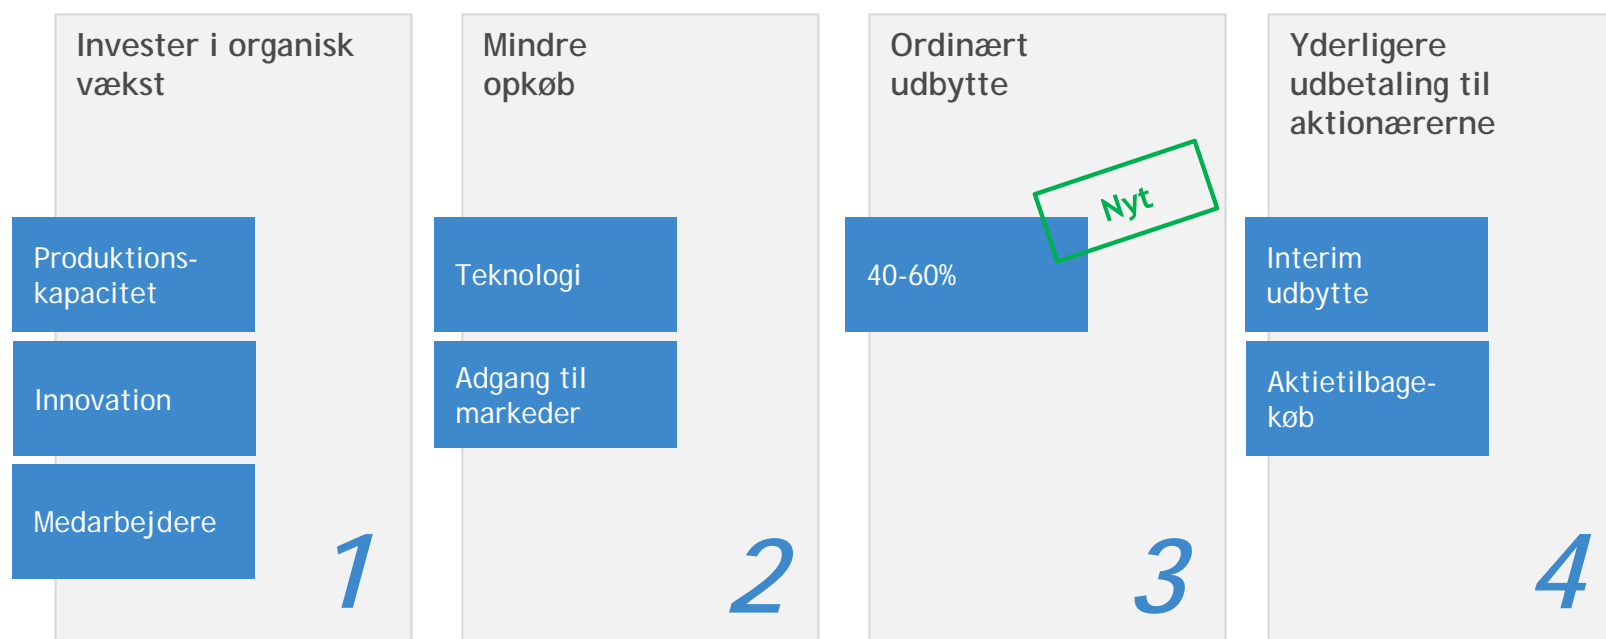 Invester i organisk
vækst
Produktions-
kapacitet
Innovation
Medarbejdere
1
Mindre
opkøb
Teknologi
Adgang til
markeder
2
Ordinært
udbytte
Nyt
40-60%
3
Yderligere
udbetaling til
aktionærerne
Interim
udbytte
Aktietilbage-
køb
4